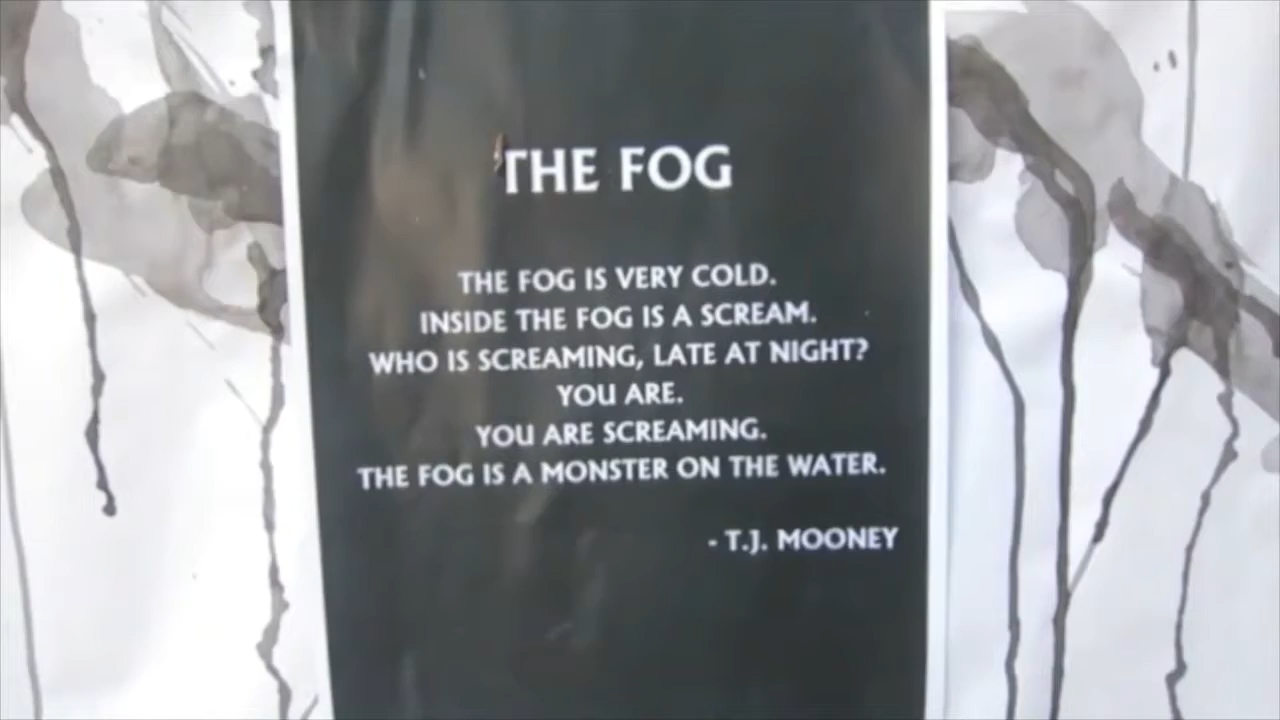 THE FOG
THE FOG IS VERY COLD.
INSIDE THE FOG IS A SCREAM.
WHO IS SCREAMING, LATE AT NIGHT?
YOU ARE.
YOU ARE SCREAMING.
THE FOG IS A MONSTER ON THE WATER.
- T.J. MOONEY